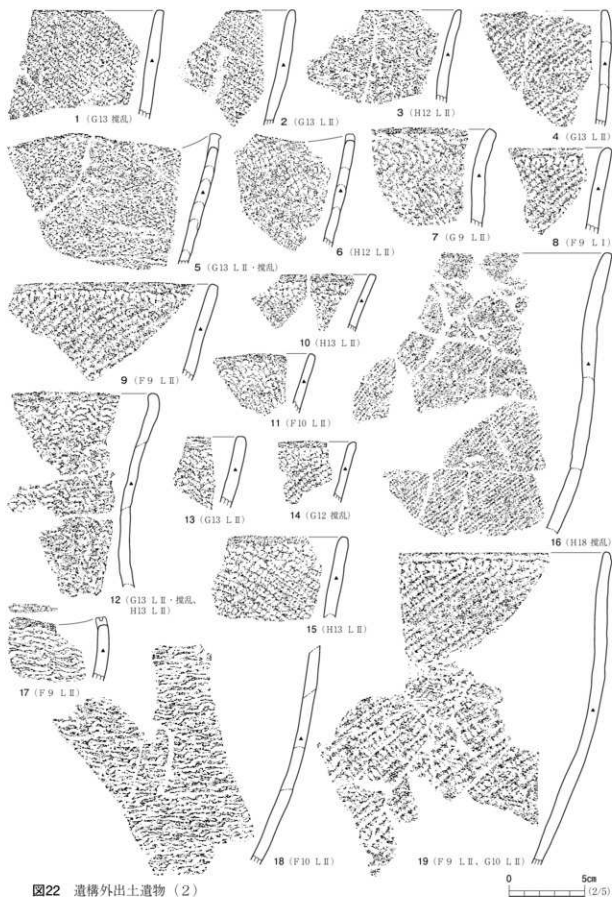 1（G13 撹乱）
2（G13 LⅡ）
3（H12 LⅡ）
4（G13 LⅡ）
5（G13 LⅡ・撹乱）
6（H12 LⅡ）
7（G9 LⅡ）
8（F9 LⅠ）
9（F9 LⅡ）
10（H13 LⅡ）
11（F10 LⅡ）
12（G13 LⅡ・撹乱、
H13 LⅡ）
13（G13 LⅡ）
14（G12 撹乱）
15（H13 LⅡ）
16（H18 撹乱）
17（F9 LⅡ）
18（F10 LⅡ）
19（F9 LⅡ、G10 LⅡ）
0 5cm
(2/5)
図22 遺構外出土遺物（2）